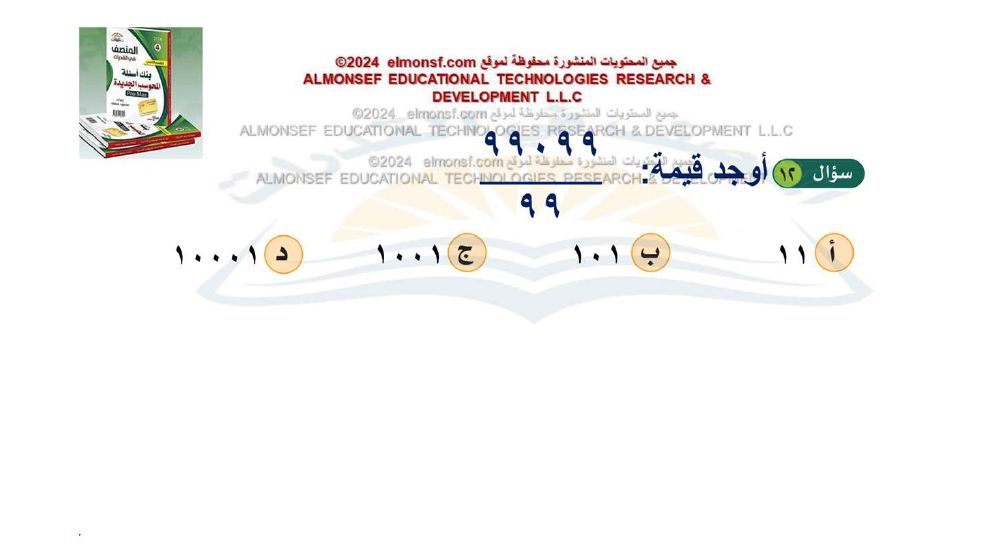 المنصف
في القدرات
بنك أسئلة
المحوسب الجديدة
جميع المحتويات المنشورة محفوظة لموقع elmonsf.com ©2024
ALMONSEF EDUCATIONAL TECHNOLOGIES RESEARCH &
DEVELOPMENT L.L.C
جميع المحتويات المنشورة محفوظة لموقع elmonsf.com ©2024
ALMONSEF EDUCATIONAL TECHNOLOGIES RESEARCH & DEVELOPMENT L.L.C
جميع المحتويات المنشورة محفوظة لموقع elmonsf.com ©2024
ALMONSEF EDUCATIONAL TECHNOLOGIES RESEARCH & DEVELOPMENT
٩٩٠٩٩
سؤال ١٢ أوجد قيمة:
٩٩
أ ١١ ب ١٠١ ج ١٠٠١ د ١٠٠٠١